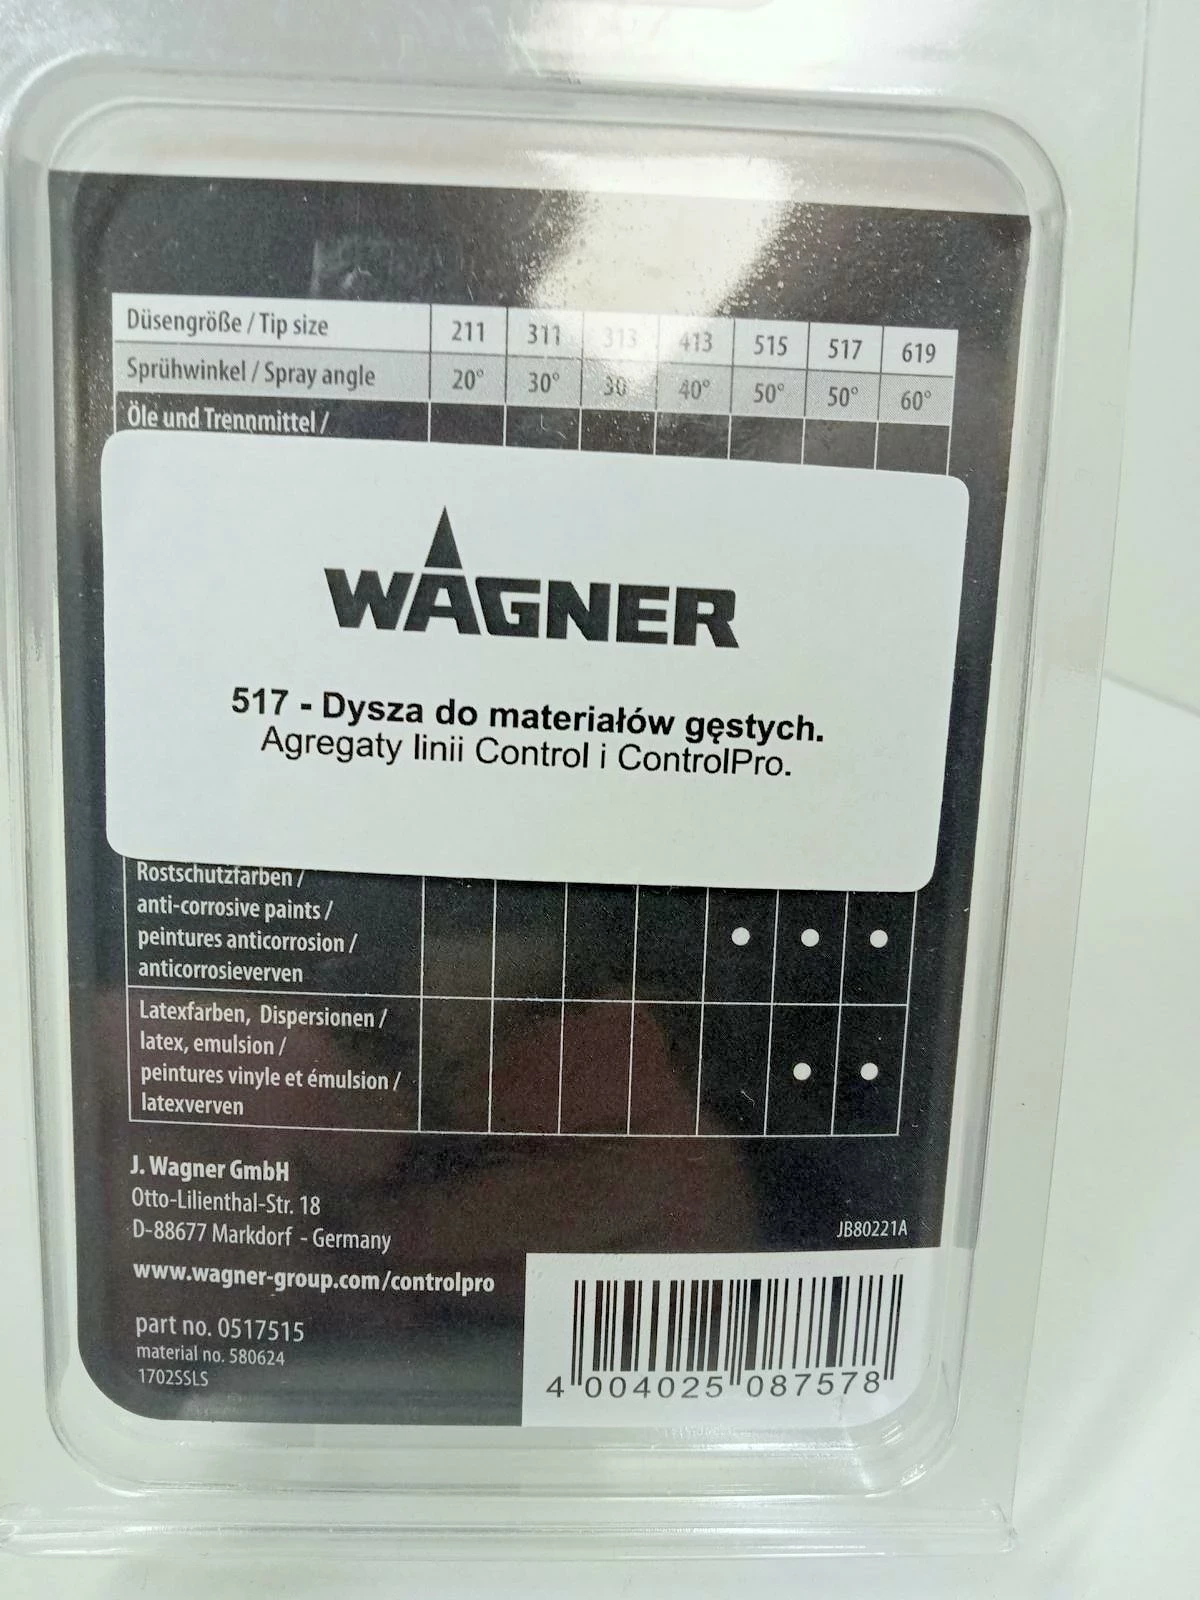 Düsengröße / Tip size 211 311 313 413 515 517 619
Sprühwinkel / Spray angle 20° 30° 30 40° 50° 50° 60°
Öle und Trennmittel /
WAGNER
517 - Dysza do materiałów gęstych.
Agregaty linii Control i ControlPro.
Rostschutzfarben /
anti-corrosive paints /
peintures anticorrosion /
anticorrosieverven
Latexfarben, Dispersionen /
latex, emulsion /
peintures vinyle et émulsion /
latexverven
J. Wagner GmbH
Otto-Lilienthal-Str. 18
D-88677 Markdorf - Germany
JB80221A
www.wagner-group.com/controlpro
part no. 0517515
material no. 580624
1702SSLS
4 004025 087578